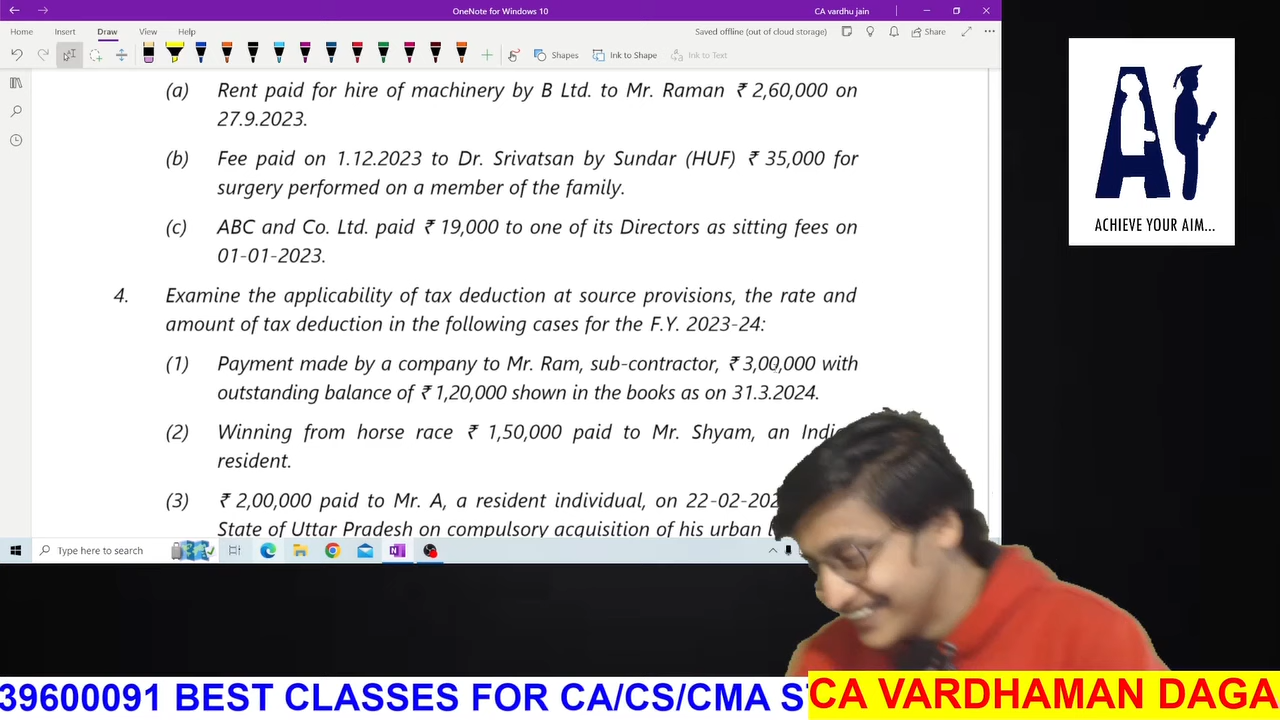 OneNote for Windows 10
CA vardhu jain
Home Insert Draw View Help
Saved offline (out of cloud storage)
Share
Shapes
Ink to Shape
Ink to Text
(a) Rent paid for hire of machinery by B Ltd. to Mr. Raman ₹ 2,60,000 on
27.9.2023.
(b) Fee paid on 1.12.2023 to Dr. Srivatsan by Sundar (HUF) ₹ 35,000 for
surgery performed on a member of the family.
(c) ABC and Co. Ltd. paid ₹ 19,000 to one of its Directors as sitting fees on
01-01-2023.
4. Examine the applicability of tax deduction at source provisions, the rate and
amount of tax deduction in the following cases for the F.Y. 2023-24:
(1) Payment made by a company to Mr. Ram, sub-contractor, ₹ 3,00,000 with
outstanding balance of ₹ 1,20,000 shown in the books as on 31.3.2024.
(2) Winning from horse race ₹ 1,50,000 paid to Mr. Shyam, an
resident.
(3) ₹ 2,00,000 paid to Mr. A, a resident individual, on
State of Uttar Pradesh on compulsory acquisition of his urban
Type here to search
AI
ACHIEVE YOUR AIM...
39600091 BEST CLASSES FOR CA/CS/CMA
CA VARDHAMAN DAGA